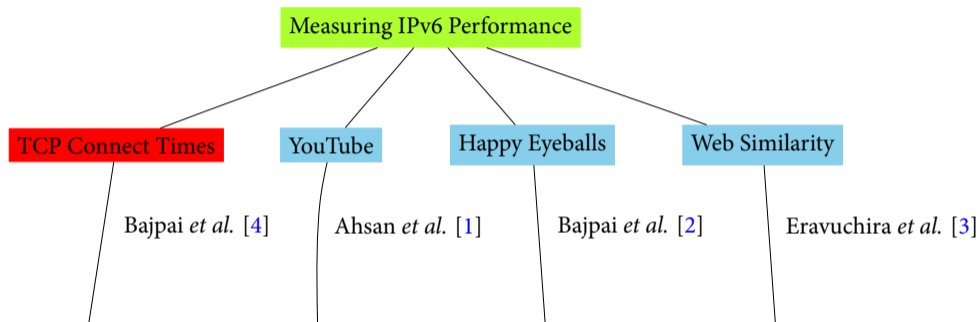 Measuring IPv6 Performance
TCP Connect Times
YouTube
Happy Eyeballs
Web Similarity
Bajpai et al. [4]
Ahsan et al. [1]
Bajpai et al. [2]
Eravuchira et al. [3]